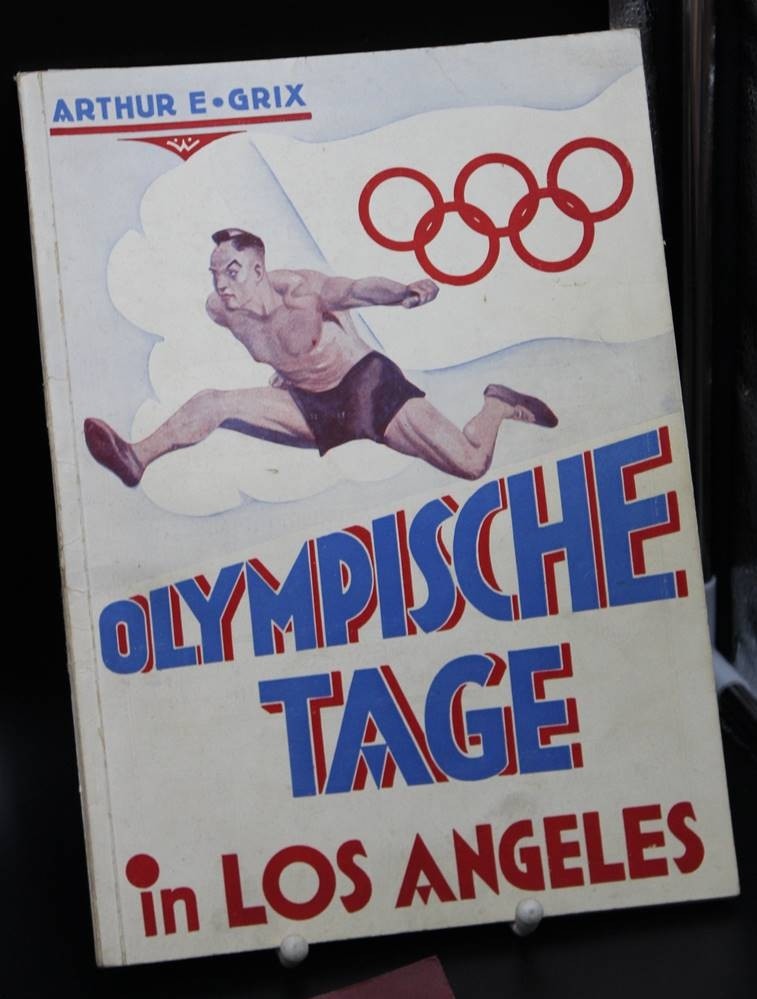 ARTHUR E•GRIX
W
OLYMPISCHE
TAGE
in LOS ANGELES